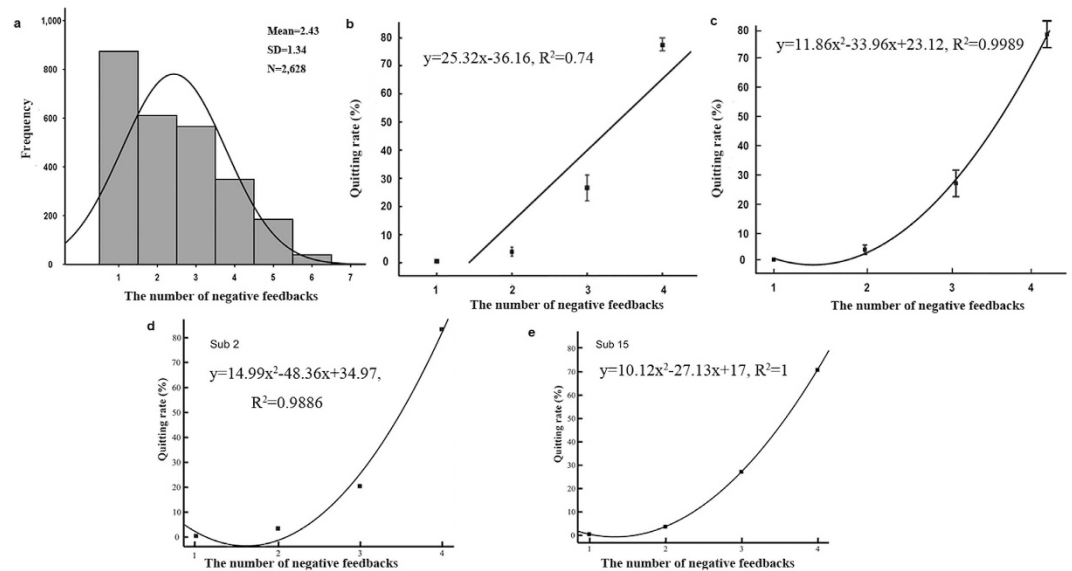 a
1,000
800
600
400
200
0
Frequency
Mean=2.43
SD=1.34
N=2,628
1 2 3 4 5 6 7
The number of negative feedbacks
b
80
70
60
50
40
30
20
10
0
Quitting rate (%)
y=25.32x-36.16, R²=0.74
1 2 3 4
The number of negative feedbacks
c
80
70
60
50
40
30
20
10
0
Quitting rate (%)
y=11.86x²-33.96x+23.12, R²=0.9989
1 2 3 4
The number of negative feedbacks
d
Sub 2
80
70
60
50
40
30
20
10
0
Quitting rate (%)
y=14.99x²-48.36x+34.97,
R²=0.9886
1 2 3 4
The number of negative feedbacks
e
Sub 15
80
70
60
50
40
30
20
10
0
Quitting rate (%)
y=10.12x²-27.13x+17, R²=1
1 2 3 4
The number of negative feedbacks